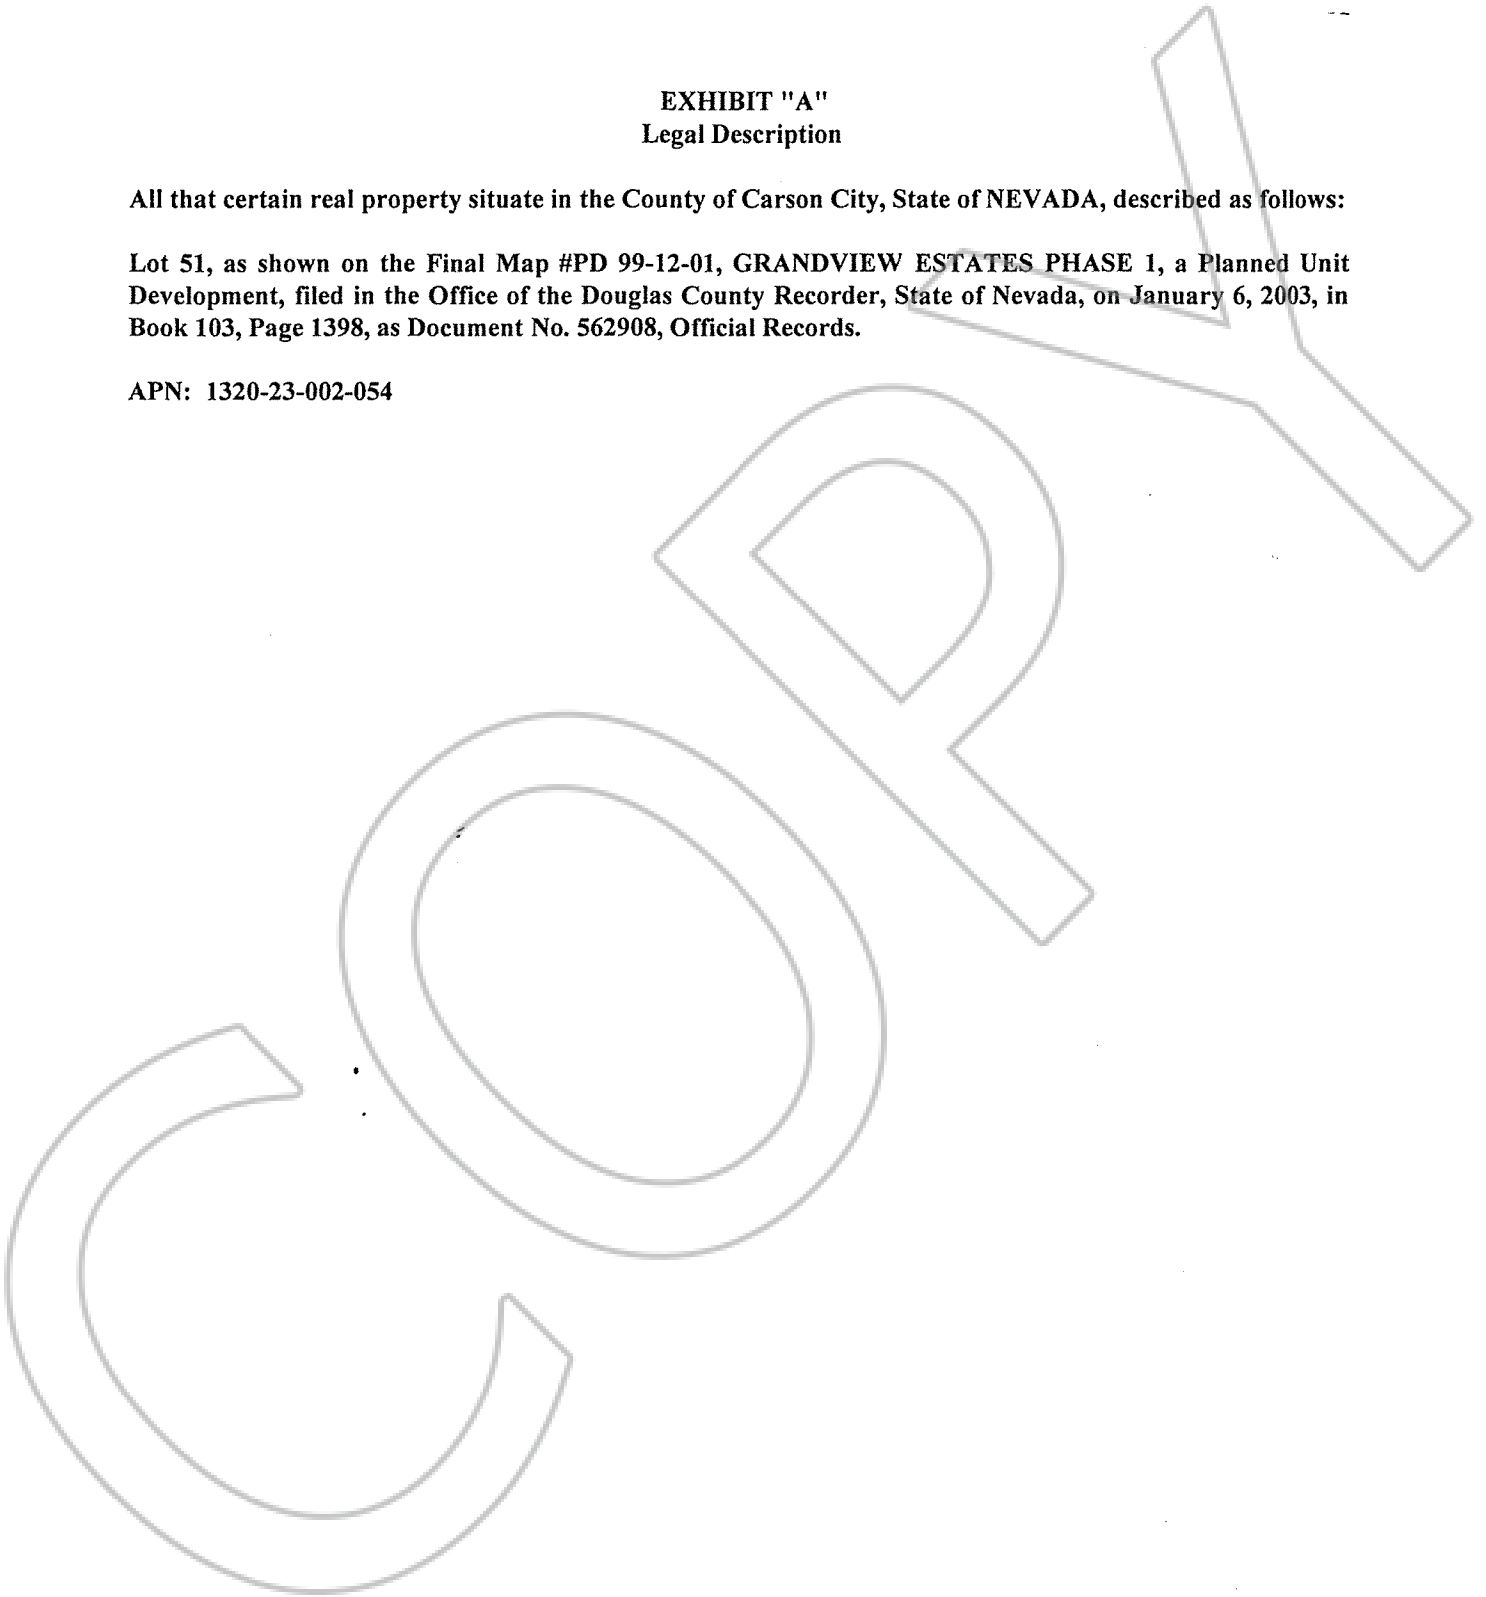 EXHIBIT "A"
Legal Description
All that certain real property situate in the County of Carson City, State of NEVADA, described as follows:
Lot 51, as shown on the Final Map #PD 99-12-01, GRANDVIEW ESTATES PHASE 1, a Planned Unit
Development, filed in the Office of the Douglas County Recorder, State of Nevada, on January 6, 2003, in
Book 103, Page 1398, as Document No. 562908, Official Records.
APN: 1320-23-002-054
COPY